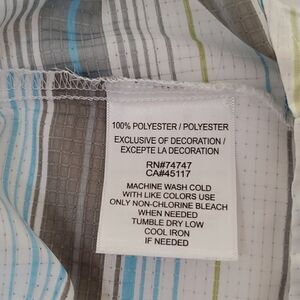 100% POLYESTER / POLYESTER
EXCLUSIVE OF DECORATION /
EXCEPTE LA DECORATION
RN#74747
CA#45117
MACHINE WASH COLD
WITH LIKE COLORS USE
ONLY NON-CHLORINE BLEACH
WHEN NEEDED
TUMBLE DRY LOW
COOL IRON
IF NEEDED